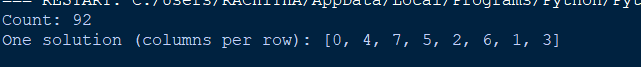 === RESTART: C:/Users/RACHITHA/AppData/Local/Programs/Python/Pyt
Count: 92
One solution (columns per row): [0, 4, 7, 5, 2, 6, 1, 3]